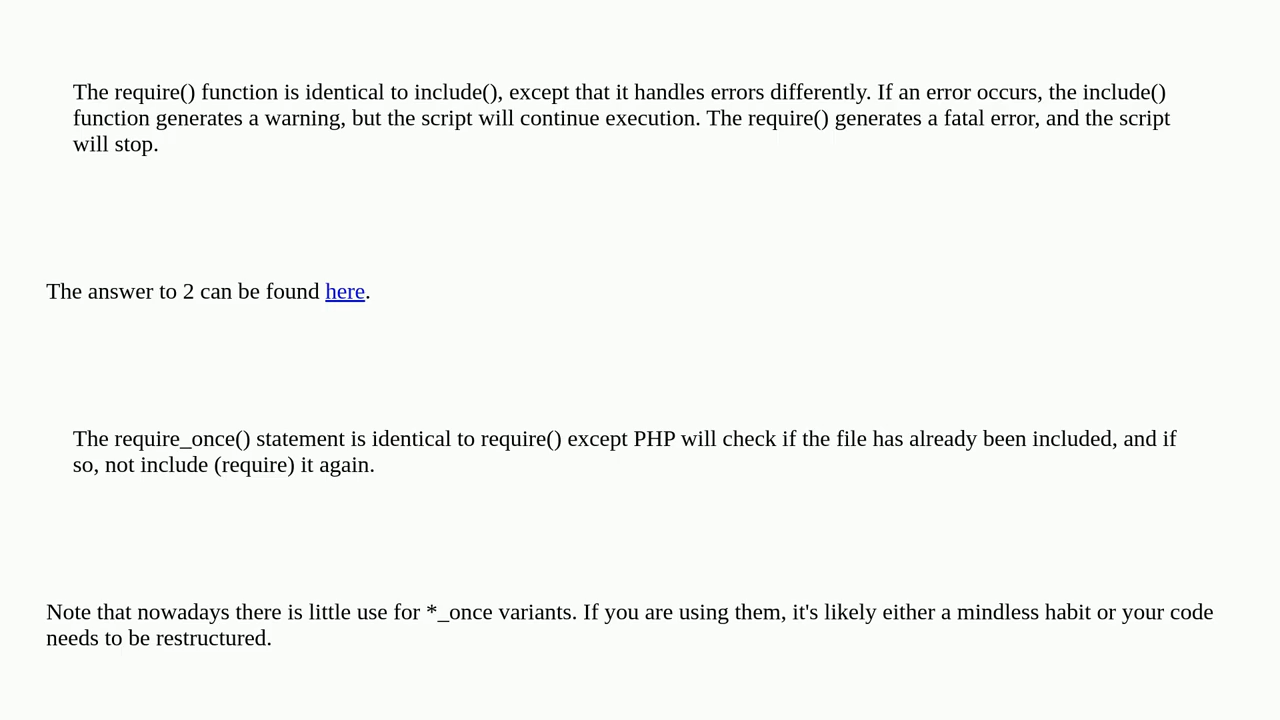 The require() function is identical to include(), except that it handles errors differently. If an error occurs, the include()
function generates a warning, but the script will continue execution. The require() generates a fatal error, and the script
will stop.
The answer to 2 can be found here.
The require_once() statement is identical to require() except PHP will check if the file has already been included, and if
so, not include (require) it again.
Note that nowadays there is little use for *_once variants. If you are using them, it's likely either a mindless habit or your code
needs to be restructured.